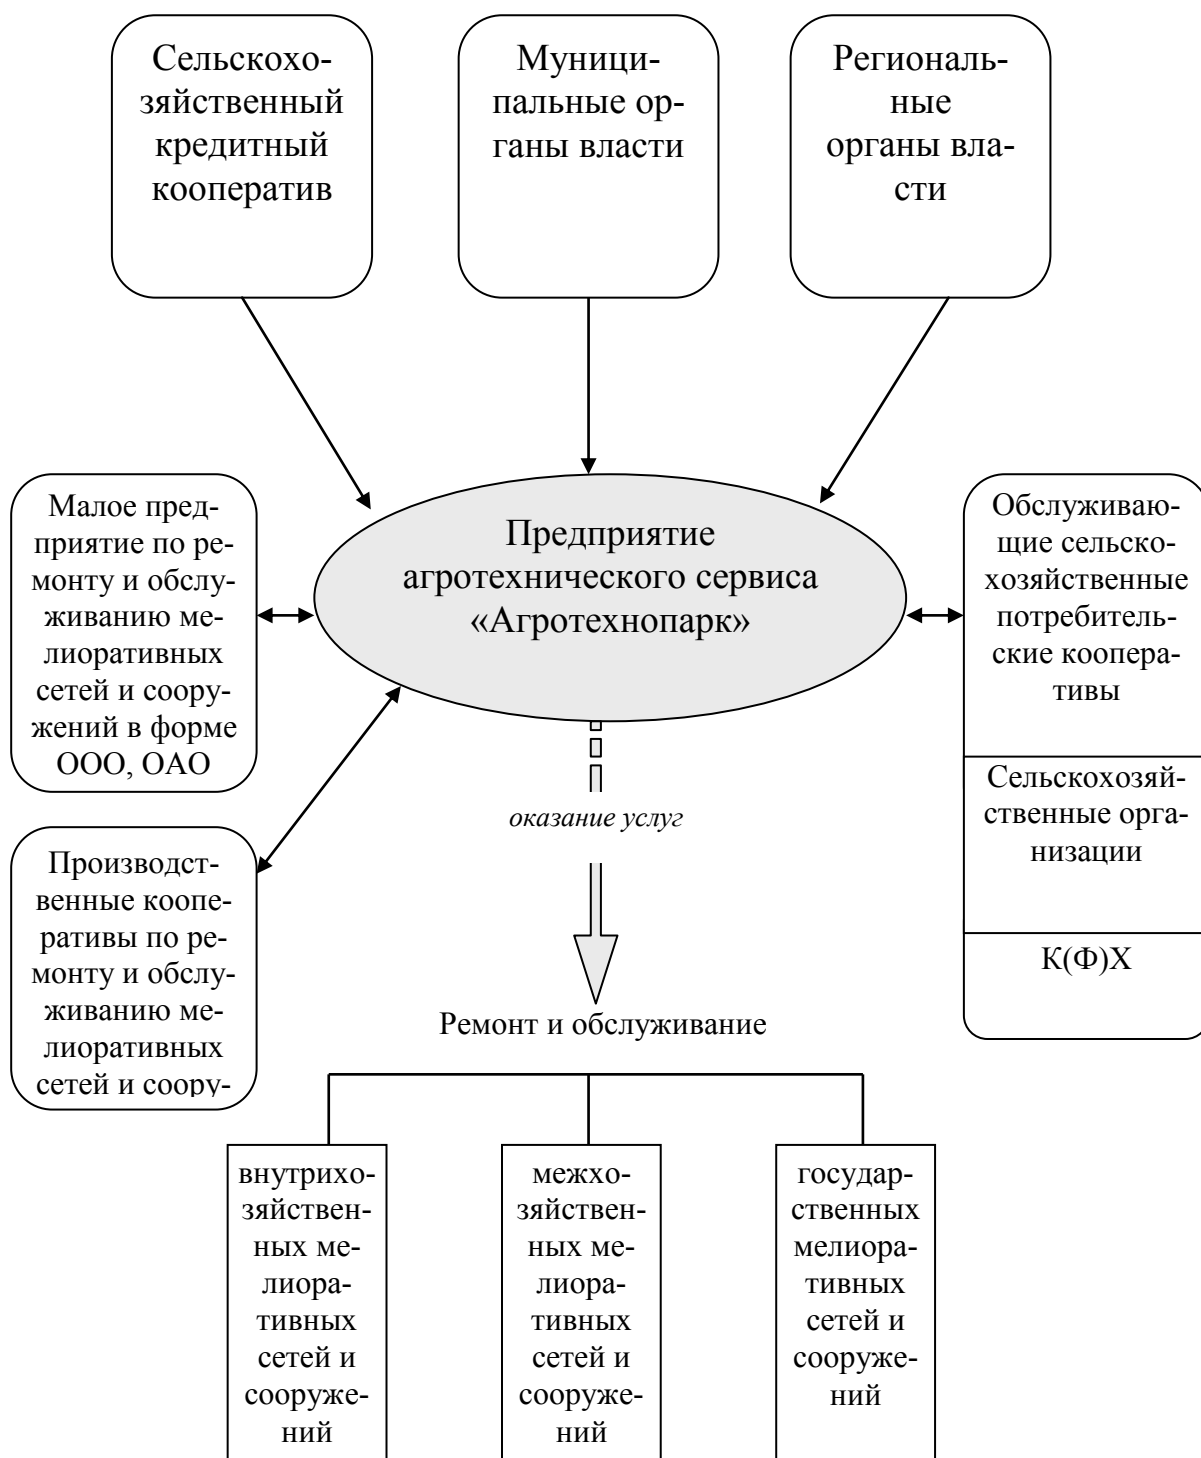 Сельскохо-
зяйственный
кредитный
кооператив
Муници-
пальные ор-
ганы власти
Региональ-
ные
органы вла-
сти
Малое пред-
приятие по ре-
монту и обслу-
живанию ме-
лиоративных
сетей и соору-
жений в форме
ООО, ОАО
Предприятие
агротехнического сервиса
«Агротехнопарк»
Обслуживаю-
щие сельско-
хозяйственные
потребитель-
ские коопера-
тивы
Сельскохозяй-
ственные орга-
низации
К(Ф)Х
Производст-
венные коопе-
ративы по ре-
монту и обслу-
живанию ме-
лиоративных
сетей и соору-
оказание услуг
Ремонт и обслуживание
внутрихо-
зяйствен-
ных ме-
лиора-
тивных
сетей и
сооруже-
ний
межхо-
зяйствен-
ных ме-
лиора-
тивных
сетей и
сооруже-
ний
государ-
ственных
мелиора-
тивных
сетей и
сооруже-
ний